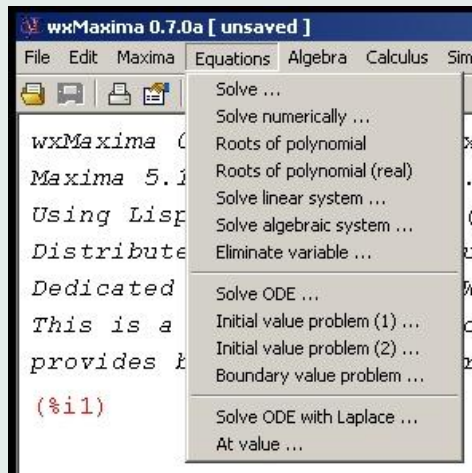 wxMaxima 0.7.0a [ unsaved ]
File Edit Maxima Equations Algebra Calculus
Solve ...
Solve numerically ...
Roots of polynomial
Roots of polynomial (real)
Solve linear system ...
Solve algebraic system ...
Eliminate variable ...
Solve ODE ...
Initial value problem (1) ...
Initial value problem (2) ...
Boundary value problem ...
Solve ODE with Laplace ...
At value ...
wxMaxima
Maxima 5.1
Using Lisp
Distribute
Dedicated
This is a
provides
(%i1)